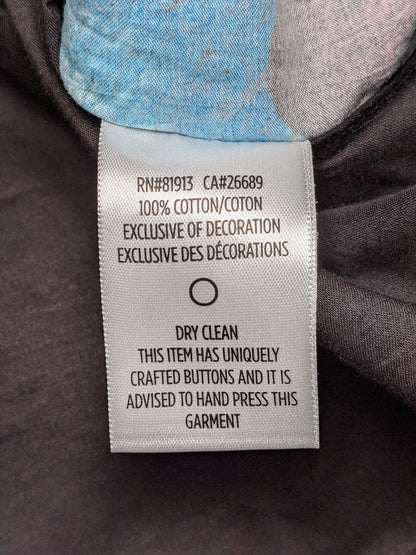 RN#81913 CA#26689
100% COTTON/COTON
EXCLUSIVE OF DECORATION
EXCLUSIVE DES DÉCORATIONS
DRY CLEAN
THIS ITEM HAS UNIQUELY
CRAFTED BUTTONS AND IT IS
ADVISED TO HAND PRESS THIS
GARMENT